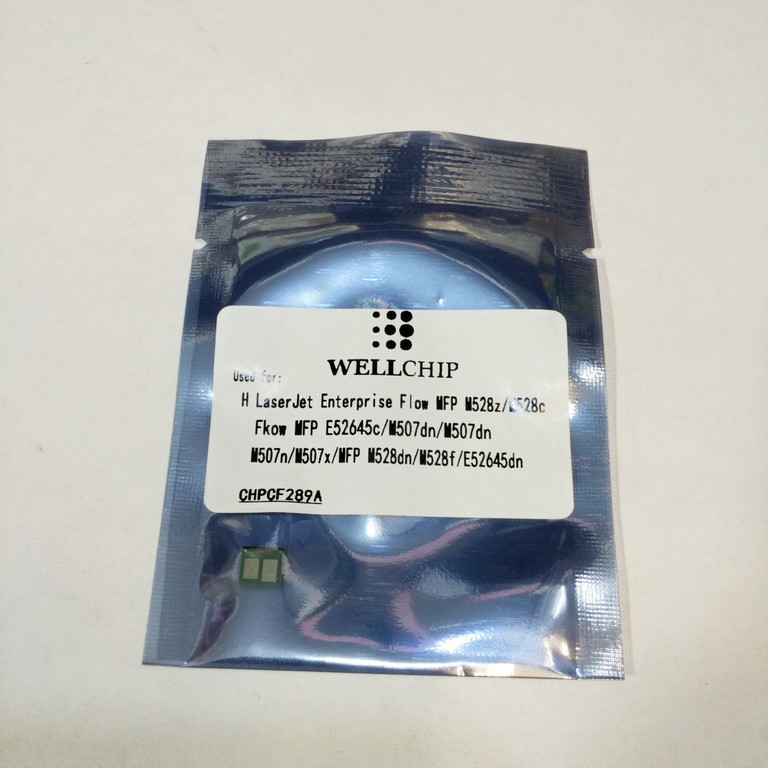 WELLCHIP
Used for:
H LaserJet Enterprise Flow MFP M528z/M528c
Fkow MFP E52645c/M507dn/M507dn
M507n/M507x/MFP M528dn/M528f/E52645dn
CHPCF289A